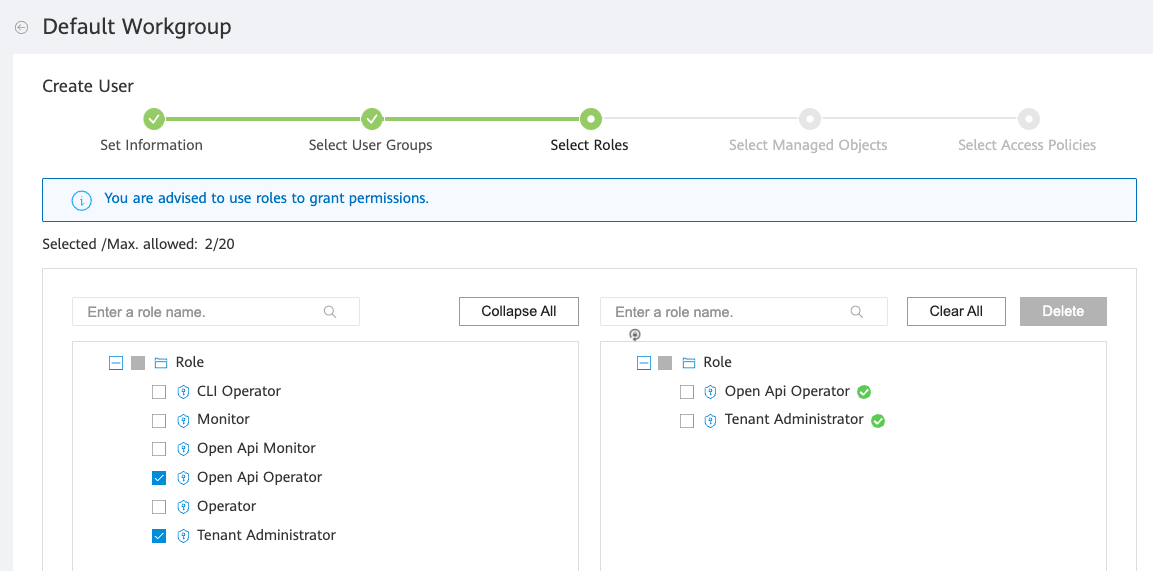 Default Workgroup
Create User
Set Information
Select User Groups
Select Roles
Select Managed Objects
Select Access Policies
You are advised to use roles to grant permissions.
Selected /Max. allowed: 2/20
Enter a role name.
Collapse All
Enter a role name.
Clear All
Delete
Role
CLI Operator
Monitor
Open Api Monitor
Open Api Operator
Operator
Tenant Administrator
Role
Open Api Operator
Tenant Administrator